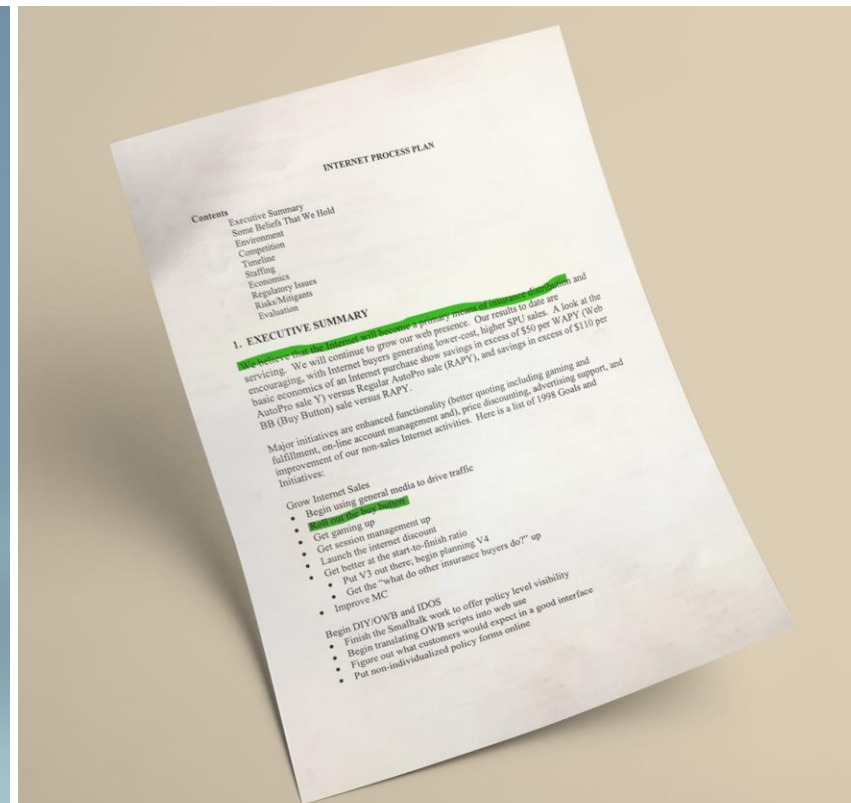 INTERNET PROCESS PLAN
Contents
Executive Summary
Some Beliefs That We Hold
Environment
Competition
Timeline
Staffing
Economics
Regulatory Issues
Risks/Mitigants
Evaluation
1. EXECUTIVE SUMMARY
We believe that the Internet will become a primary means of insurance distribution and
servicing. We will continue to grow our web presence. Our results to date are
encouraging, with Internet buyers generating lower-cost, higher SPU sales. A look at the
basic economics of an Internet purchase show savings in excess of $50 per WAPY (Web
AutoPro sale Y) versus Regular AutoPro sale (RAPY), and savings in excess of $110 per
BB (Buy Button) sale versus RAPY.
Major initiatives are enhanced functionality (better quoting including gaming and
fulfillment, on-line account management and), price discounting, advertising support, and
improvement of our non-sales Internet activities. Here is a list of 1998 Goals and
Initiatives:
Grow Internet Sales
• Begin using general media to drive traffic
• Roll out the buy button
• Get gaming up
• Get session management up
• Launch the internet discount
• Get better at the start-to-finish ratio
• Put V3 out there; begin planning V4
• Get the "what do other insurance buyers do?" up
• Improve MC
Begin DIY/OWB and IDOS
• Finish the Smalltalk work to offer policy level visibility
• Begin translating OWB scripts into web use
• Figure out what customers would expect in a good interface
• Put non-individualized policy forms online